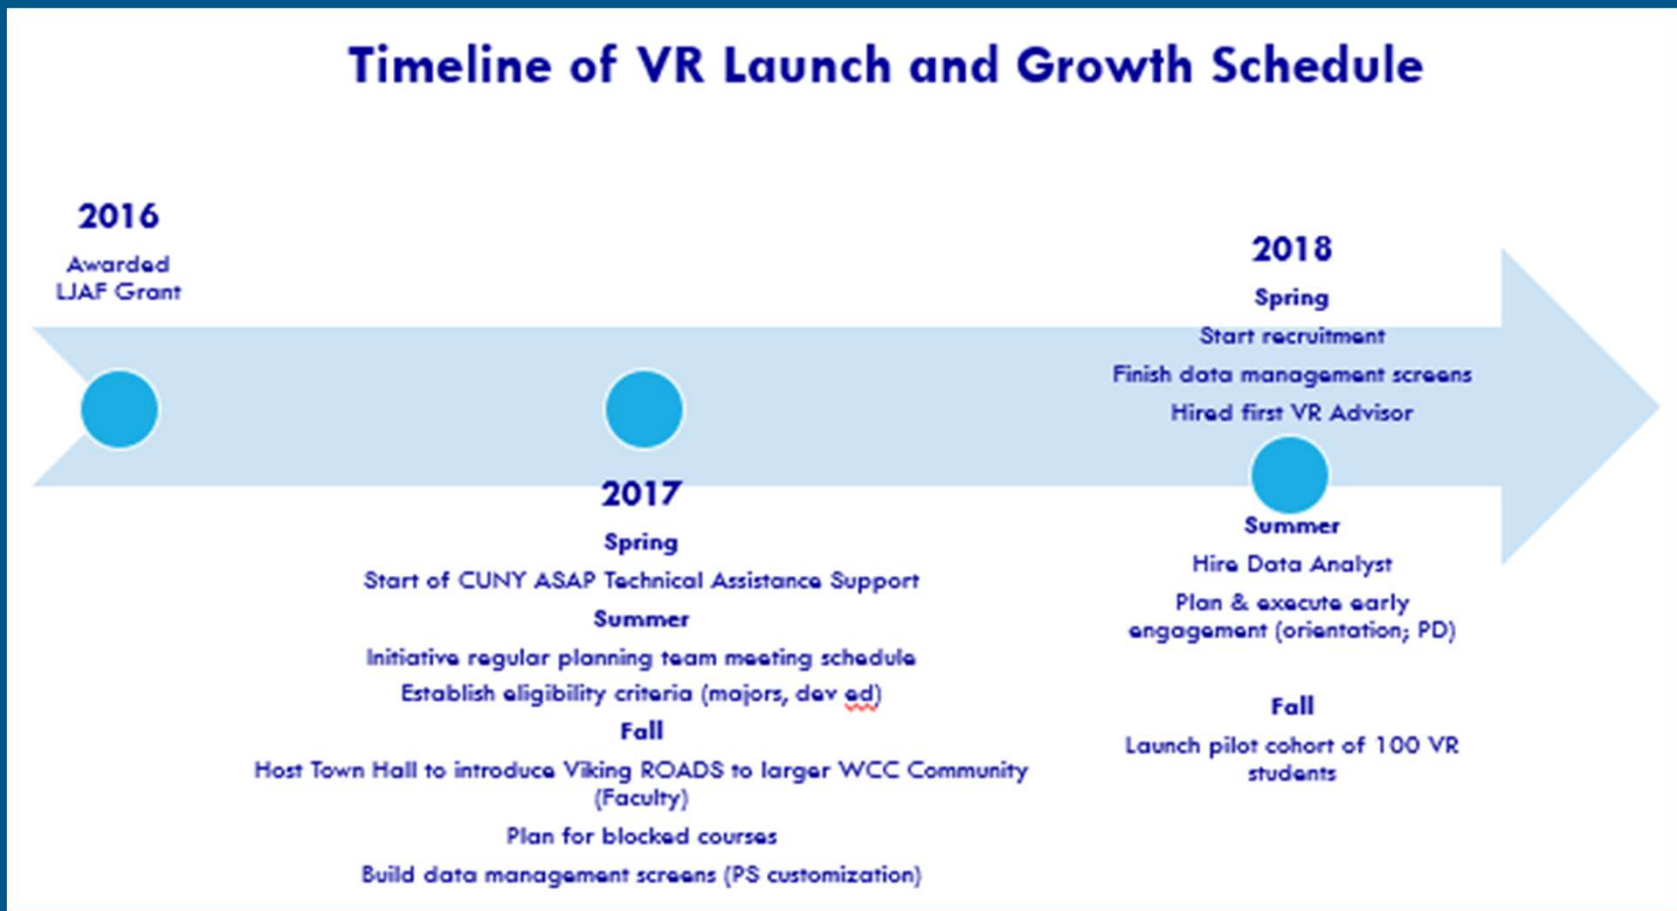 Timeline of VR Launch and Growth Schedule
2016
Awarded
LJAF Grant
2017
Spring
Start of CUNY ASAP Technical Assistance Support
Summer
Initiative regular planning team meeting schedule
Establish eligibility criteria (majors, dev ed)
Fall
Host Town Hall to introduce Viking ROADS to larger WCC Community
(Faculty)
Plan for blocked courses
Build data management screens (PS customization)
2018
Spring
Start recruitment
Finish data management screens
Hired first VR Advisor
Summer
Hire Data Analyst
Plan & execute early
engagement (orientation; PD)
Fall
Launch pilot cohort of 100 VR
students